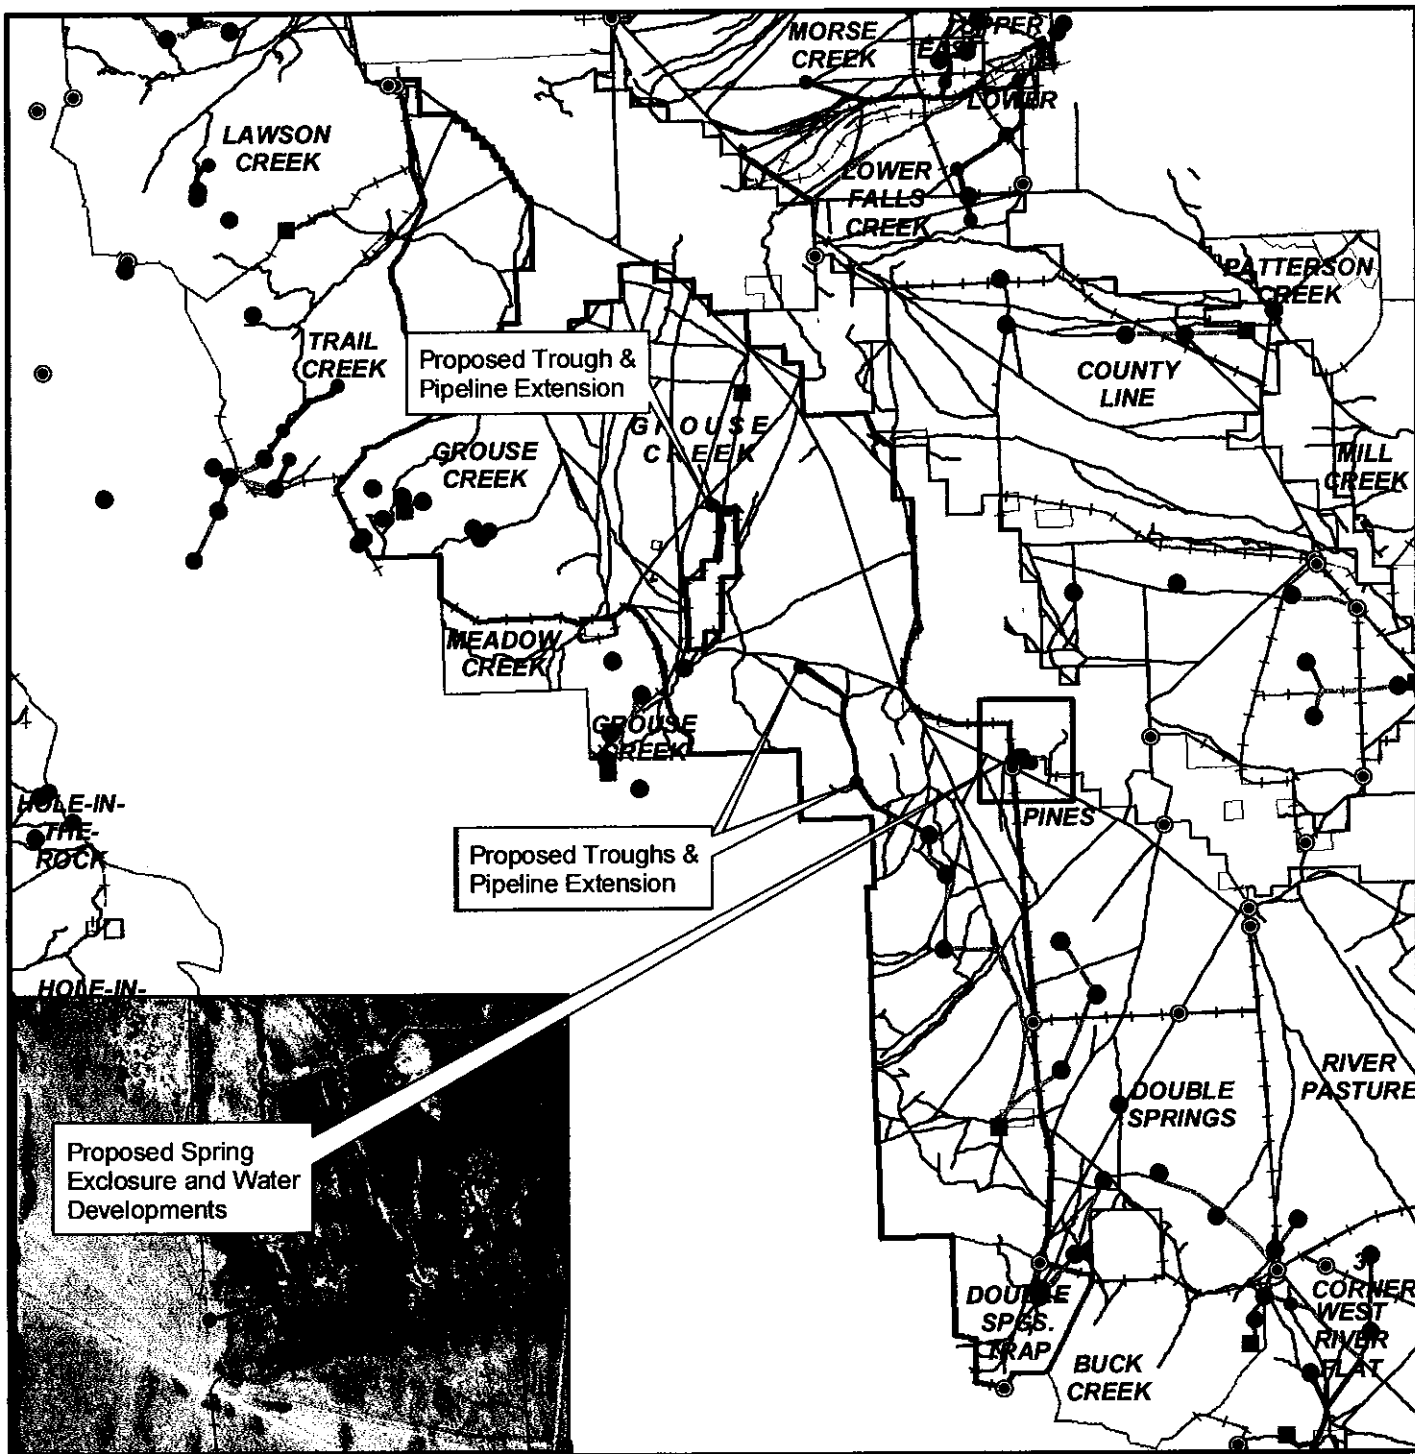 MORSE
CREEK
UPPER
EAST
LOWER
LAWSON
CREEK
LOWER
FALLS
CREEK
PATTERSON
CREEK
TRAIL
CREEK
Proposed Trough &
Pipeline Extension
COUNTY
LINE
GROUSE
CREEK
GROUSE
CREEK
MILL
CREEK
MEADOW
CREEK
GROUSE
CREEK
HOLE-IN-
THE-
ROCK
PINES
Proposed Troughs &
Pipeline Extension
HOLE-IN-
RIVER
PASTURE
DOUBLE
SPRINGS
Proposed Spring
Exclosure and Water
Developments
3
CORNER
DOUBLE
SPGS.
TRAP
WEST
RIVER
FLAT
BUCK
CREEK